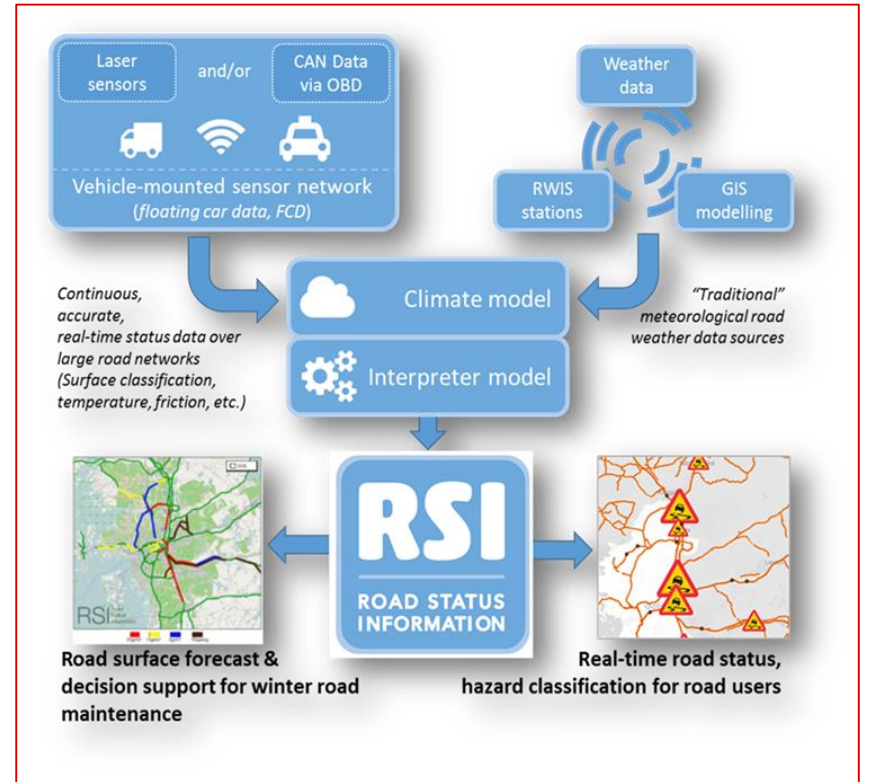 Laser
sensors
and/or
CAN Data
via OBD
Vehicle-mounted sensor network
(floating car data, FCD)
Weather
data
RWIS
stations
GIS
modelling
Continuous,
accurate,
real-time status data over
large road networks
(Surface classification,
temperature, friction, etc.)
Climate model
Interpreter model
"Traditional"
meteorological road
weather data sources
RSI
RSI
ROAD STATUS
INFORMATION
Road surface forecast &
decision support for winter road
maintenance
Real-time road status,
hazard classification for road users